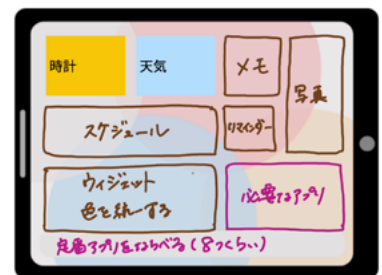 時計
天気
メモ
写真
スケジュール
リマインダー
ウィジェット
色を統一する
必要なアプリ
定番アプリをならべる(8つくらい)